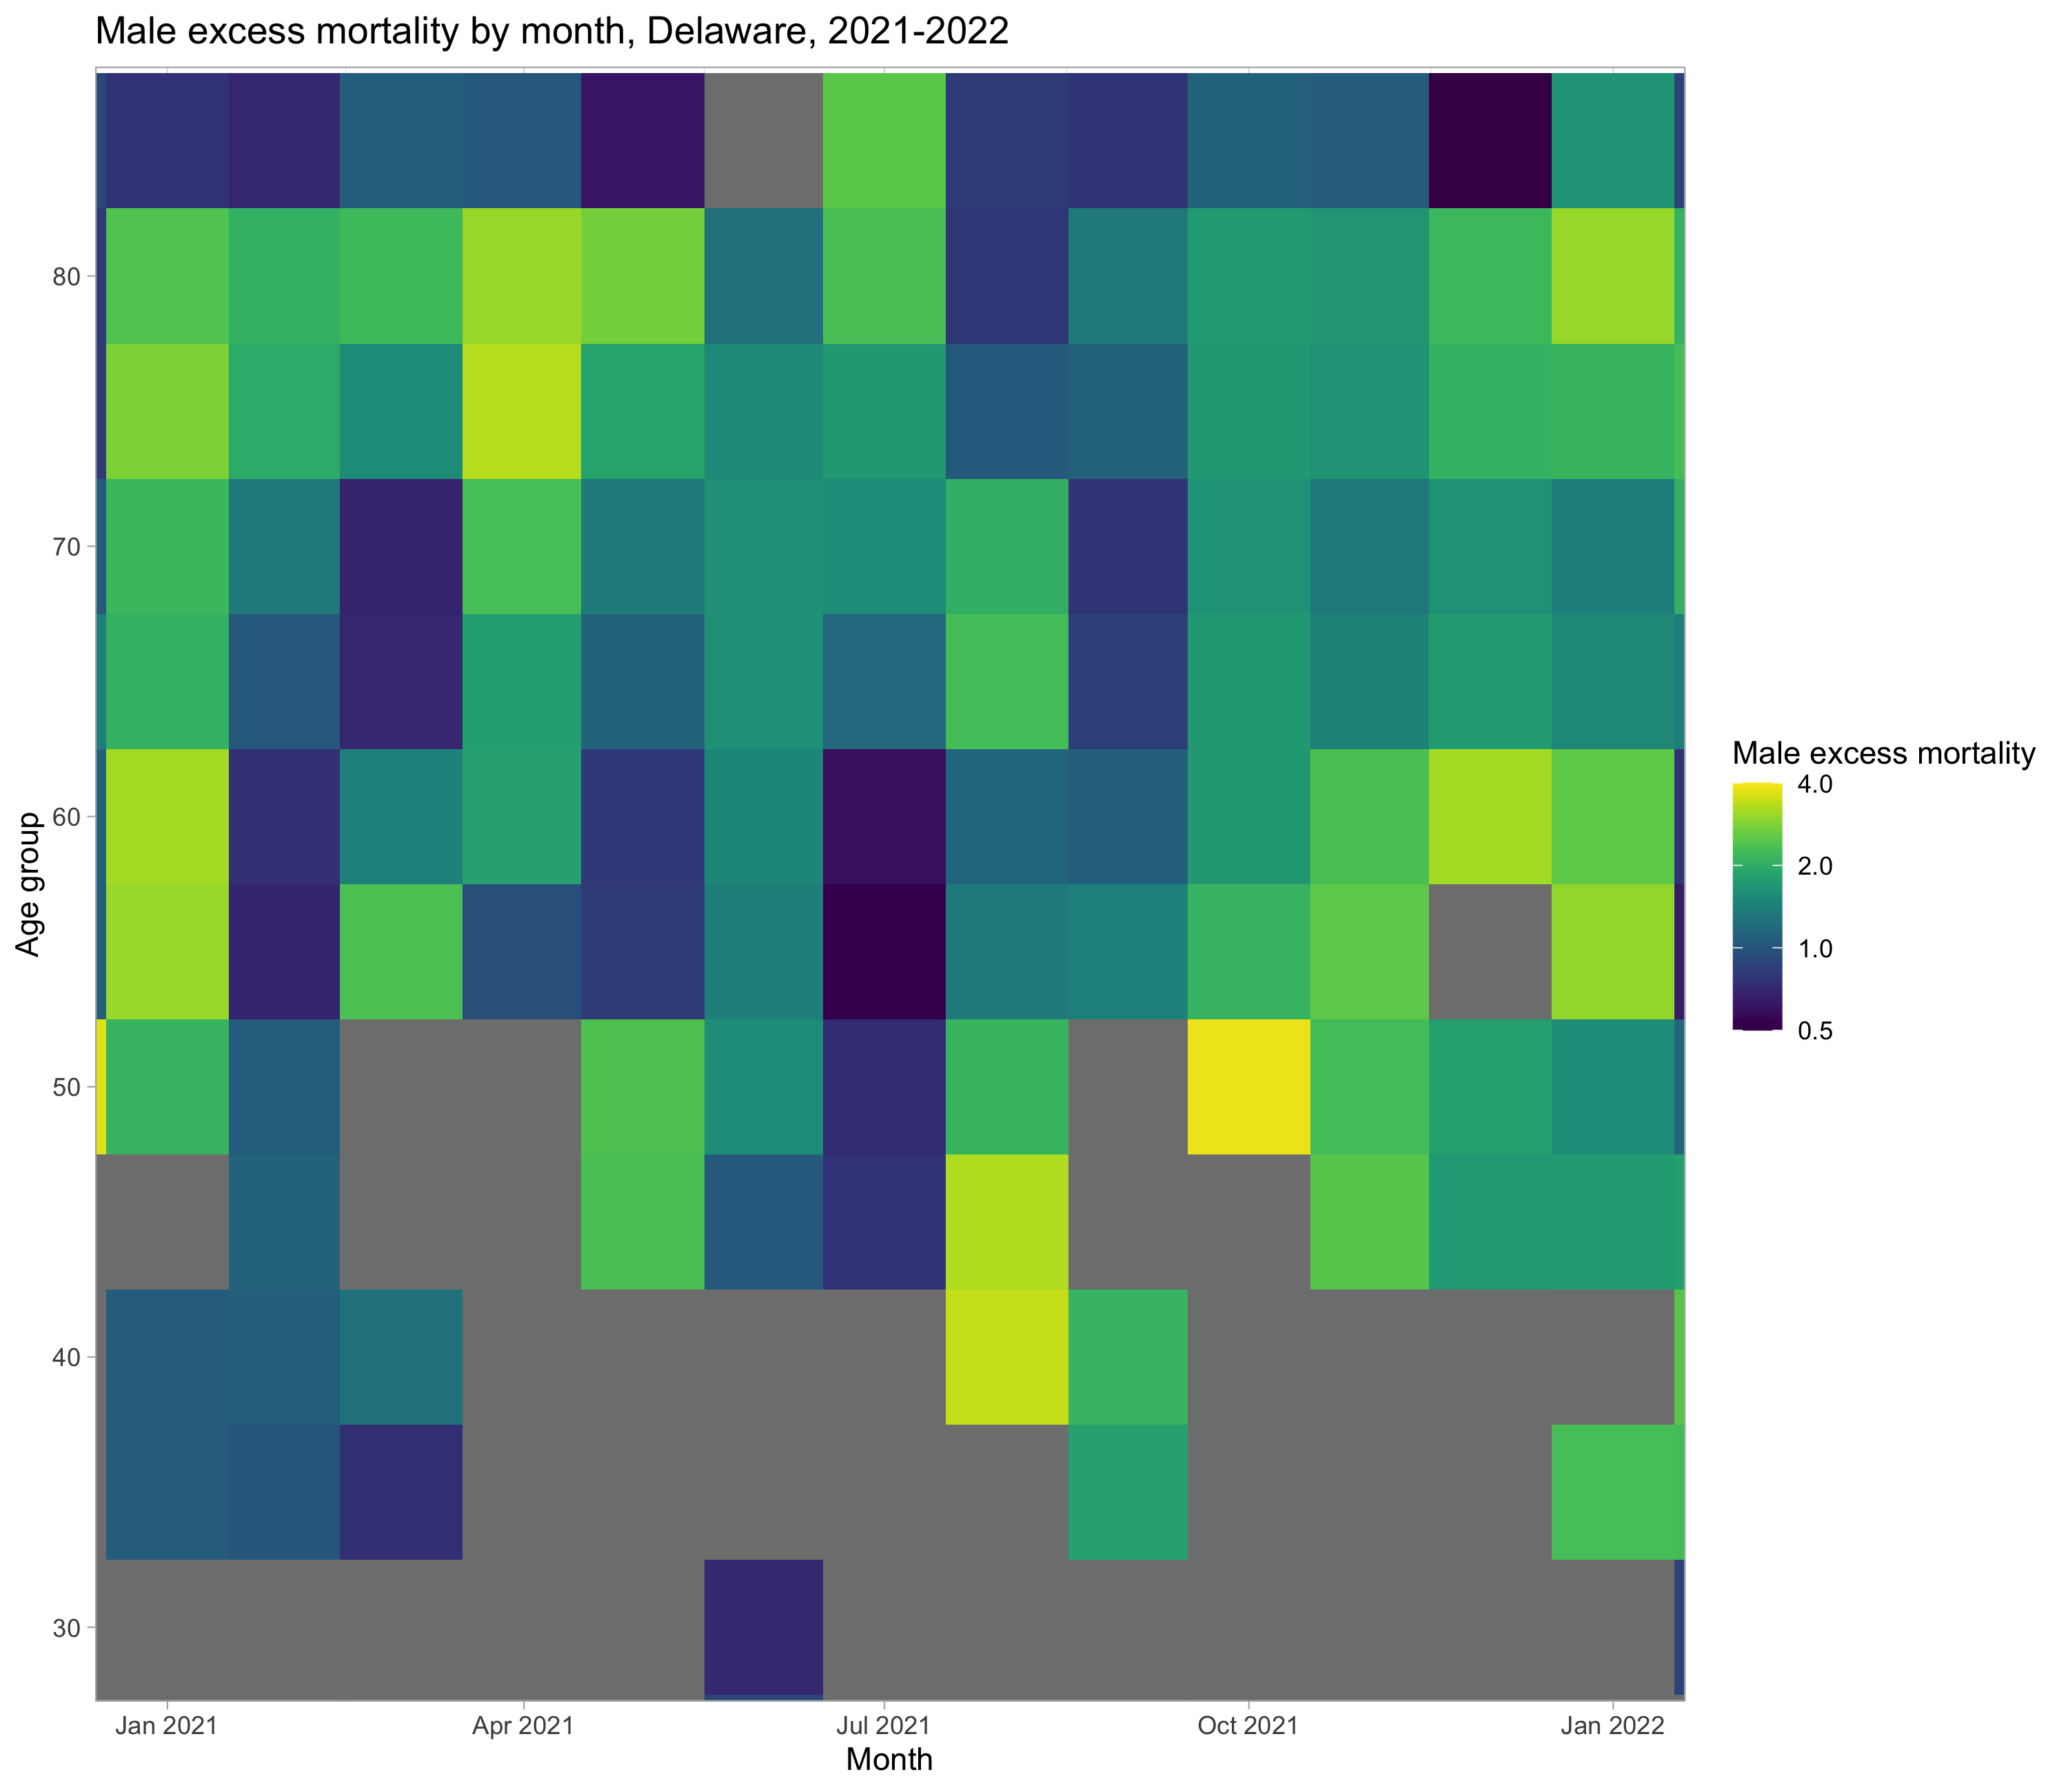 Male excess mortality by month, Delaware, 2021-2022
80
70
60
50
40
30
Age group
Jan 2021
Apr 2021
Jul 2021
Oct 2021
Jan 2022
Month
Male excess mortality
4.0
2.0
1.0
0.5